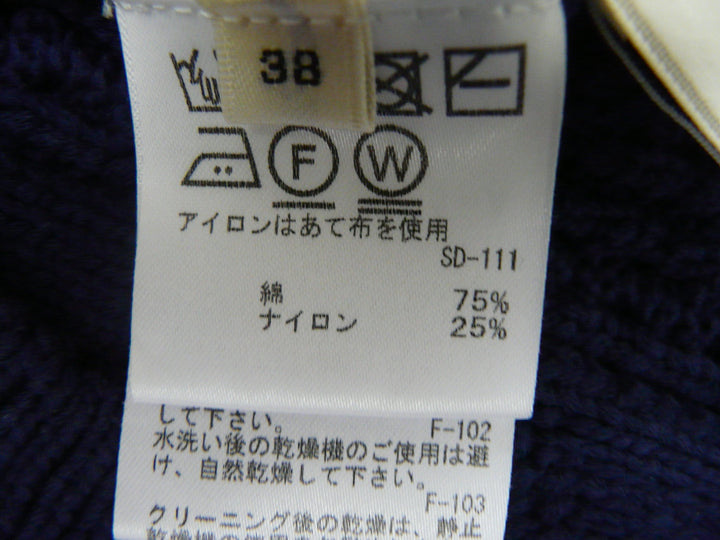 38
F W
アイロンはあて布を使用
SD-111
綿 75%
ナイロン 25%
して下さい。
F-102
水洗い後の乾燥機のご使用は避
け、自然乾燥して下さい。
F-103
クリーニング後の乾燥は、静止